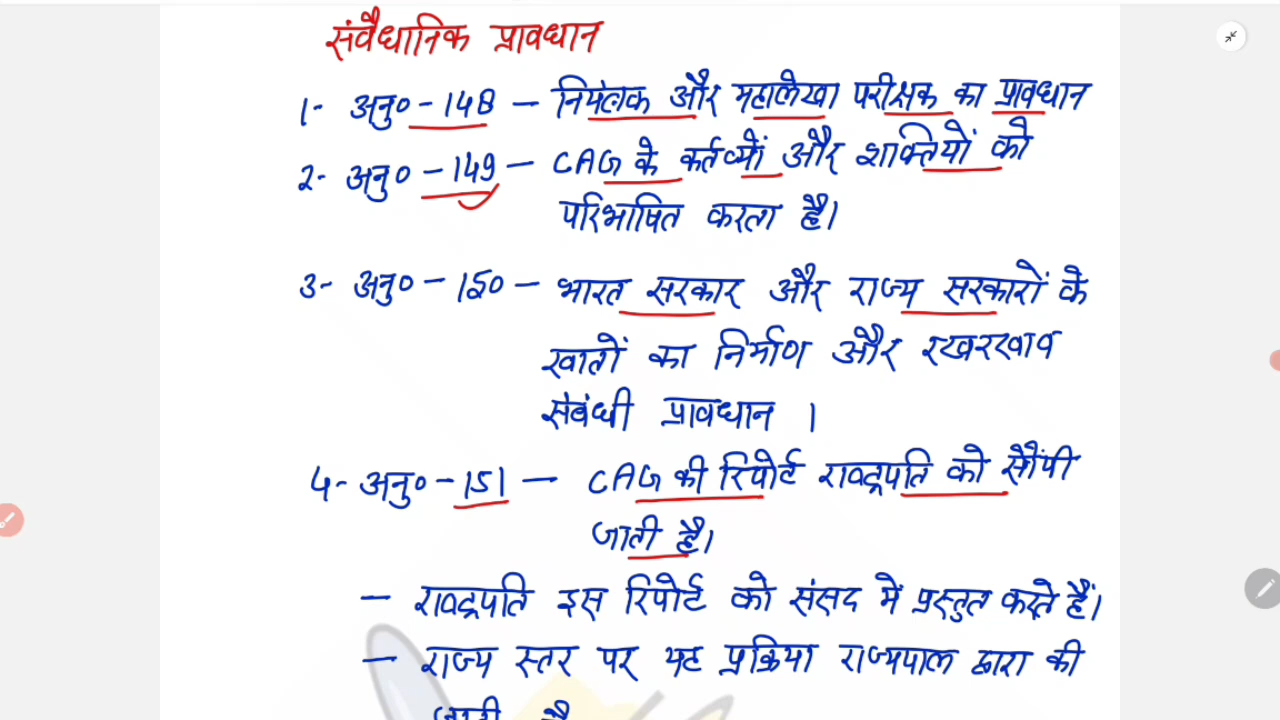 संवैधानिक प्रावधान
1- अनु० - 148 - नियंत्रक और महालेखा परीक्षक का प्रावधान
2- अनु० - 149 - CAG के कर्तव्यों और शक्तियों को
परिभाषित करता है।
3- अनु० - 150 - भारत सरकार और राज्य सरकारों के
खातों का निर्माण और रखरखाव
संबंधी प्रावधान ।
4- अनु० - 151 - CAG की रिपोर्ट राष्ट्रपति को सौंपी
जाती है।
- राष्ट्रपति इस रिपोर्ट को संसद में प्रस्तुत करते हैं।
- राज्य स्तर पर यह प्रक्रिया राज्यपाल द्वारा की